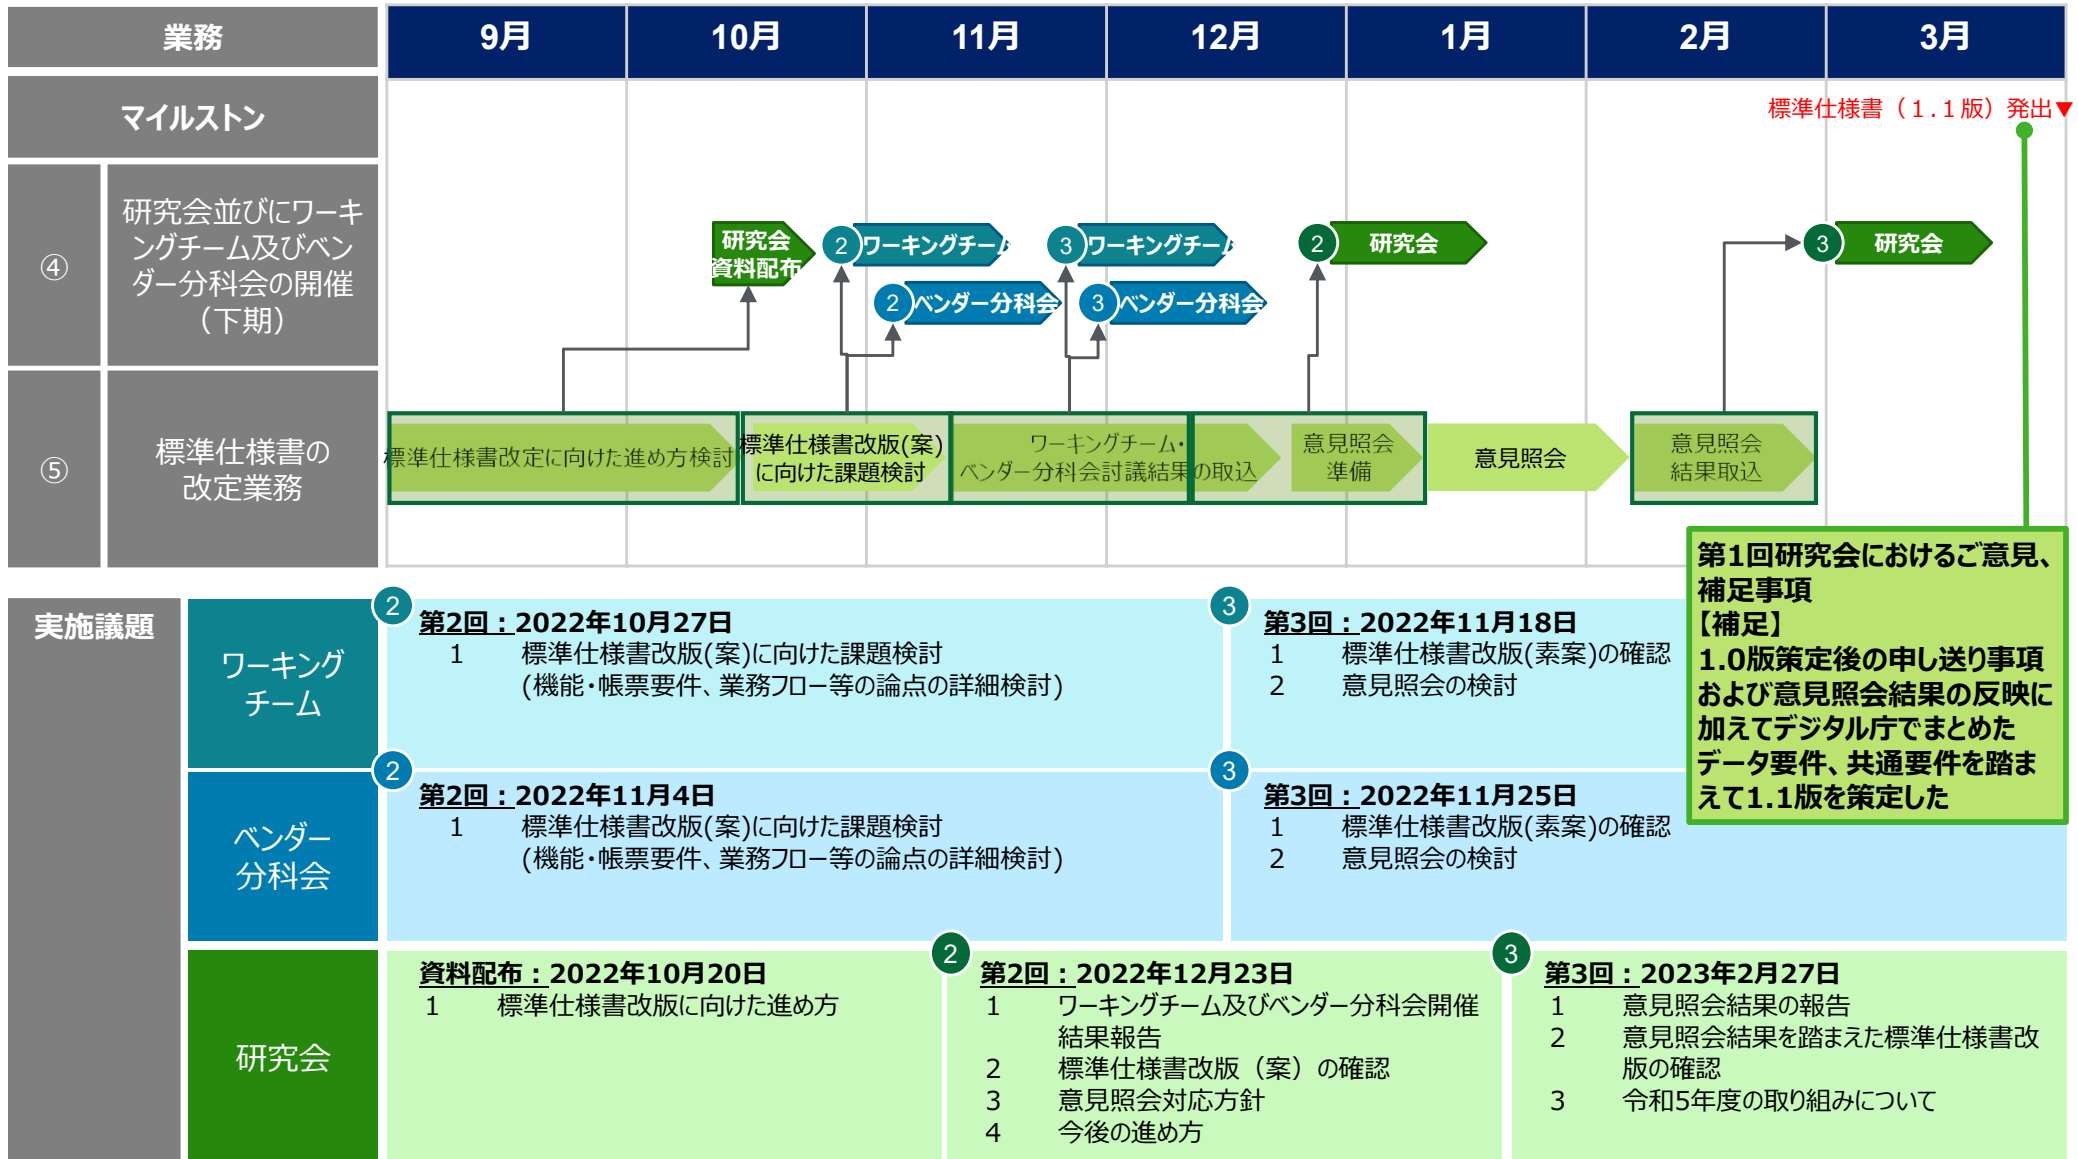 業務
9月
10月
11月
12月
1月
2月
3月
マイルストン
標準仕様書（１.１版）発出▼
④
研究会並びにワーキ
ングチーム及びベン
ダー分科会の開催
（下期）
研究会
資料配布
2
ワーキングチーム
3
ワーキングチーム
2
研究会
3
研究会
2
ベンダー分科会
3
ベンダー分科会
⑤
標準仕様書の
改定業務
標準仕様書改定に向けた進め方検討
標準仕様書改版(案)
に向けた課題検討
ワーキングチーム・
ベンダー分科会討議結果の取込
意見照会
準備
意見照会
意見照会
結果取込
第1回研究会におけるご意見、
補足事項
【補足】
1.0版策定後の申し送り事項
および意見照会結果の反映に
加えてデジタル庁でまとめた
データ要件、共通要件を踏ま
えて1.1版を策定した
実施議題
ワーキング
チーム
2
第2回：2022年10月27日
1 標準仕様書改版(案)に向けた課題検討
(機能・帳票要件、業務フロー等の論点の詳細検討)
3
第3回：2022年11月18日
1 標準仕様書改版(素案)の確認
2 意見照会の検討
ベンダー
分科会
2
第2回：2022年11月4日
1 標準仕様書改版(案)に向けた課題検討
(機能・帳票要件、業務フロー等の論点の詳細検討)
3
第3回：2022年11月25日
1 標準仕様書改版(素案)の確認
2 意見照会の検討
研究会
資料配布：2022年10月20日
1 標準仕様書改版に向けた進め方
2
第2回：2022年12月23日
1 ワーキングチーム及びベンダー分科会開催
結果報告
2 標準仕様書改版（案）の確認
3 意見照会対応方針
4 今後の進め方
3
第3回：2023年2月27日
1 意見照会結果の報告
2 意見照会結果を踏まえた標準仕様書改
版の確認
3 令和5年度の取り組みについて